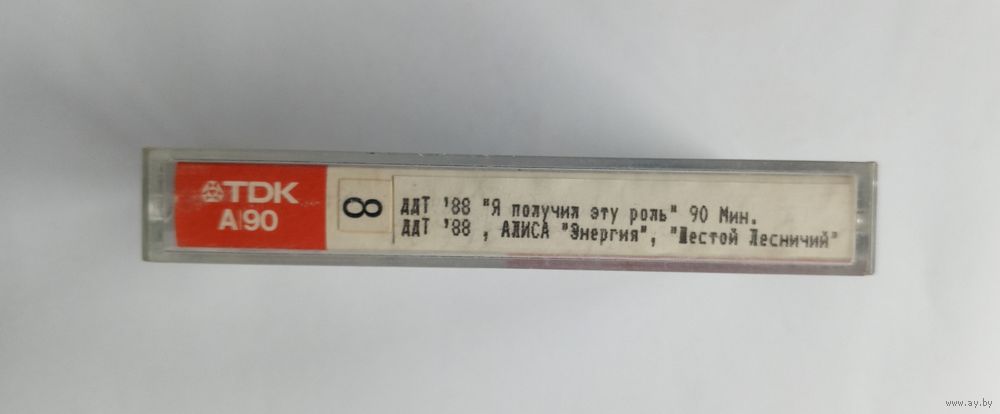 TDK
A|90
8
ДДТ '88 "Я получил эту роль" 90 Мин.
ДДТ '88 , АЛИСА "Энергия", "Шестой Лесничий"
www.ay.by